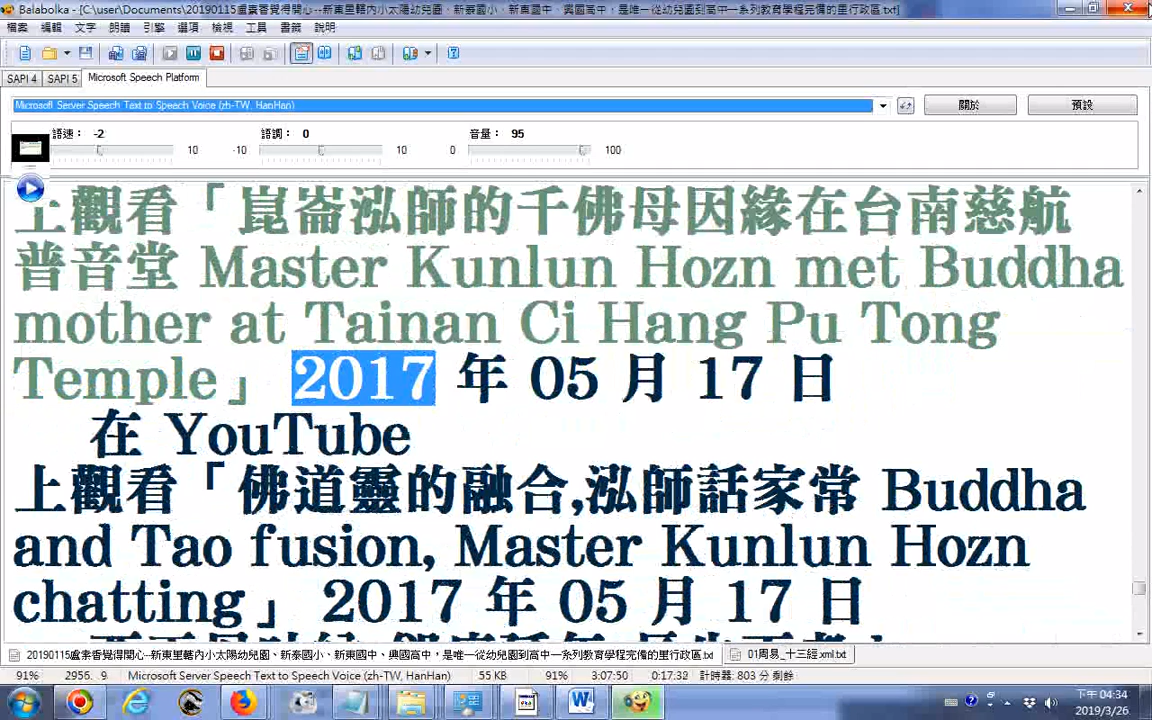 Balabolka - [C:\user\Documents\20190115盧素香覺得開心--新東里轄內小太陽幼兒園、新泰國小、新東國中、興國高中，是唯一從幼兒園到高中一系列教育學程完備的里行政區.txt]
檔案 編輯 文字 朗讀 引擎 選項 檢視 工具 書籤 說明
SAPI 4 SAPI 5 Microsoft Speech Platform
Microsoft Server Speech Text to Speech Voice (zh-TW, HanHan)
關於 預設
語速： -2 語調： 0 音量： 95
10 -10 10 0 100
上觀看「崑崙泓師的千佛母因緣在台南慈航
普音堂 Master Kunlun Hozn met Buddha
mother at Tainan Ci Hang Pu Tong
Temple」 2017 年 05 月 17 日
在 YouTube
上觀看「佛道靈的融合,泓師話家常 Buddha
and Tao fusion, Master Kunlun Hozn
chatting」 2017 年 05 月 17 日
20190115盧素香覺得開心--新東里轄內小太陽幼兒園、新泰國小、新東國中、興國高中，是唯一從幼兒園到高中一系列教育學程完備的里行政區.txt 01周易_十三經.xml.txt
91% 2956. 9 Microsoft Server Speech Text to Speech Voice (zh-TW, HanHan) 55 KB 91% 3:07:50 0:17:32 計時器: 803 分 剩餘
下午 04:34
2019/3/26